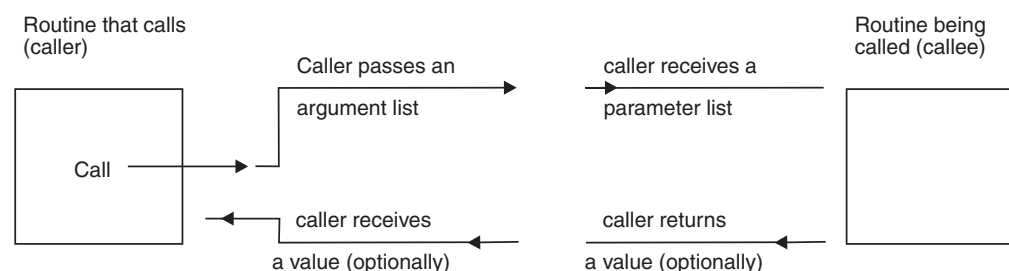 Routine that calls
(caller)
Routine being
called (callee)
Caller passes an
argument list
caller receives a
parameter list
Call
caller receives
a value (optionally)
caller returns
a value (optionally)